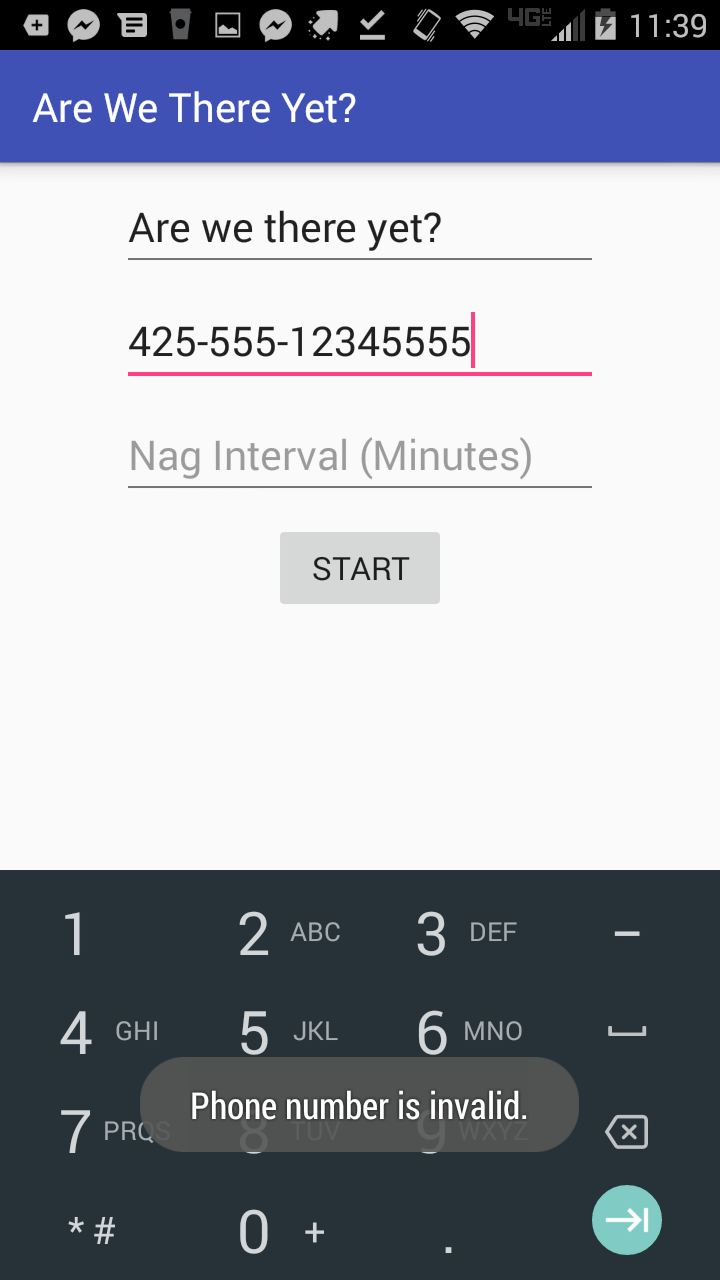 4G LTE 11:39
Are We There Yet?
Are we there yet?
425-555-12345555
Nag Interval (Minutes)
START
1 2 ABC 3 DEF -
4 GHI 5 JKL 6 MNO
7 PRQS 8 TUV 9 WXYZ
Phone number is invalid.
* # 0 + .